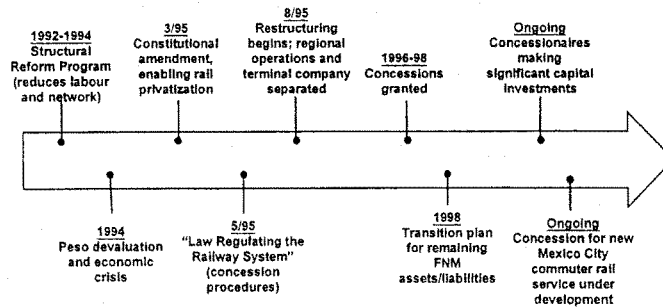 1992-1994
Structural
Reform Program
(reduces labour
and network)
3/95
Constitutional
amendment,
enabling rail
privatization
8/95
Restructuring
begins; regional
operations and
terminal company
separated
1996-98
Concessions
granted
Ongoing
Concessionaires
making
significant capital
investments
1994
Peso devaluation
and economic
crisis
5/95
"Law Regulating the
Railway System"
(concession
procedures)
1998
Transition plan
for remaining
FNM
assets/liabilities
Ongoing
Concession for new
Mexico City
commuter rail
service under
development